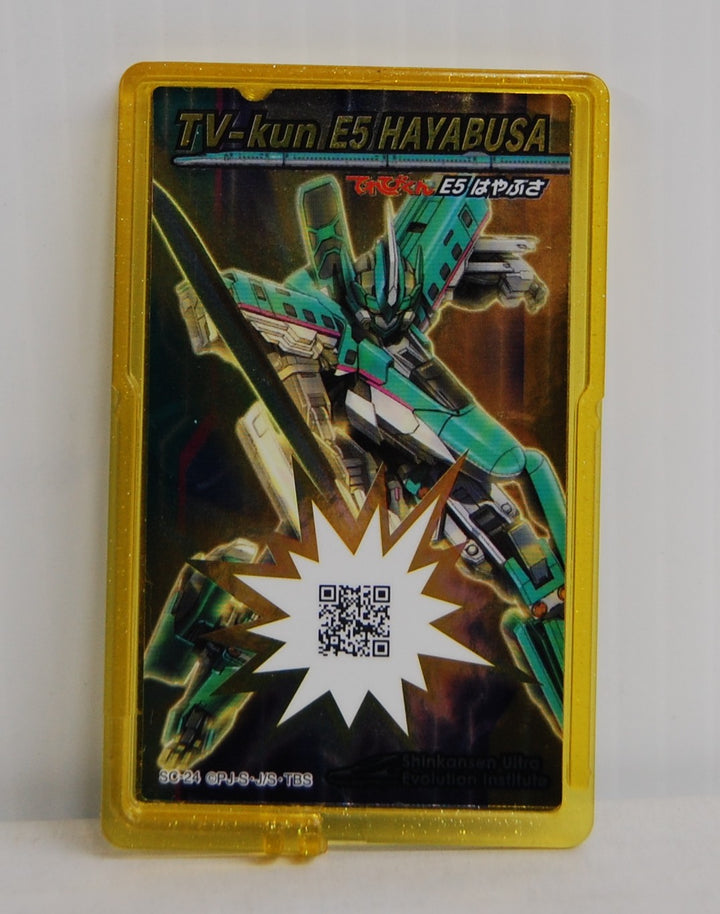 TV-kun E5 HAYABUSA
てれびくん E5 はやぶさ
SC-24 ©PJ-S・J/S・TBS
Shinkansen Ultra
Evolution Institute